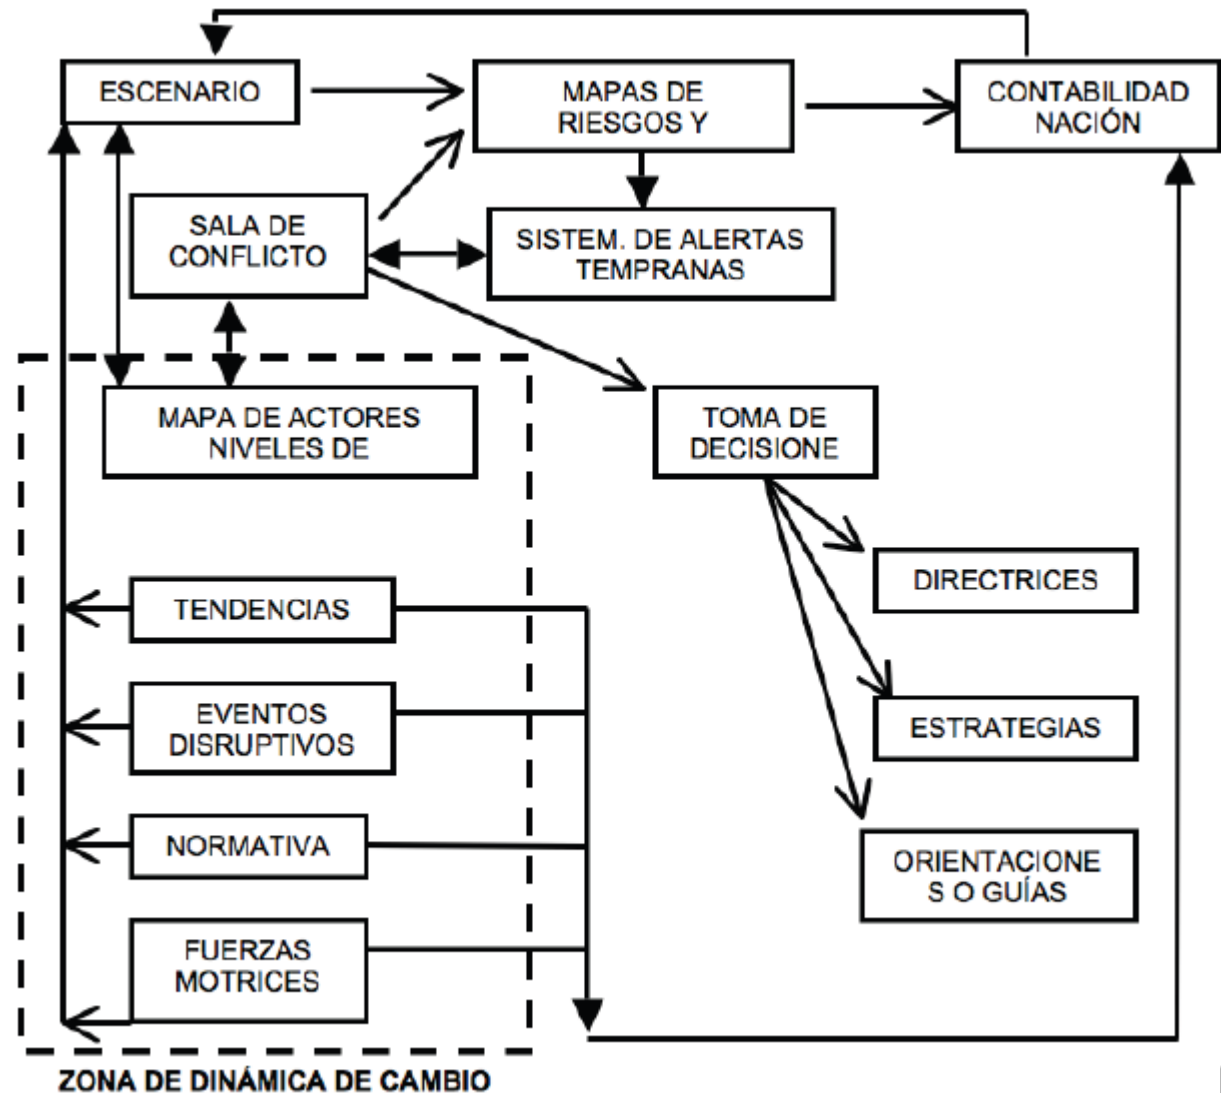 ESCENARIO
MAPAS DE
RIESGOS Y
CONTABILIDAD
NACIÓN
SALA DE
CONFLICTO
SISTEM. DE ALERTAS
TEMPRANAS
MAPA DE ACTORES
NIVELES DE
TOMA DE
DECISIONE
DIRECTRICES
TENDENCIAS
EVENTOS
DISRUPTIVOS
ESTRATEGIAS
NORMATIVA
ORIENTACIONE
S O GUÍAS
FUERZAS
MOTRICES
ZONA DE DINÁMICA DE CAMBIO